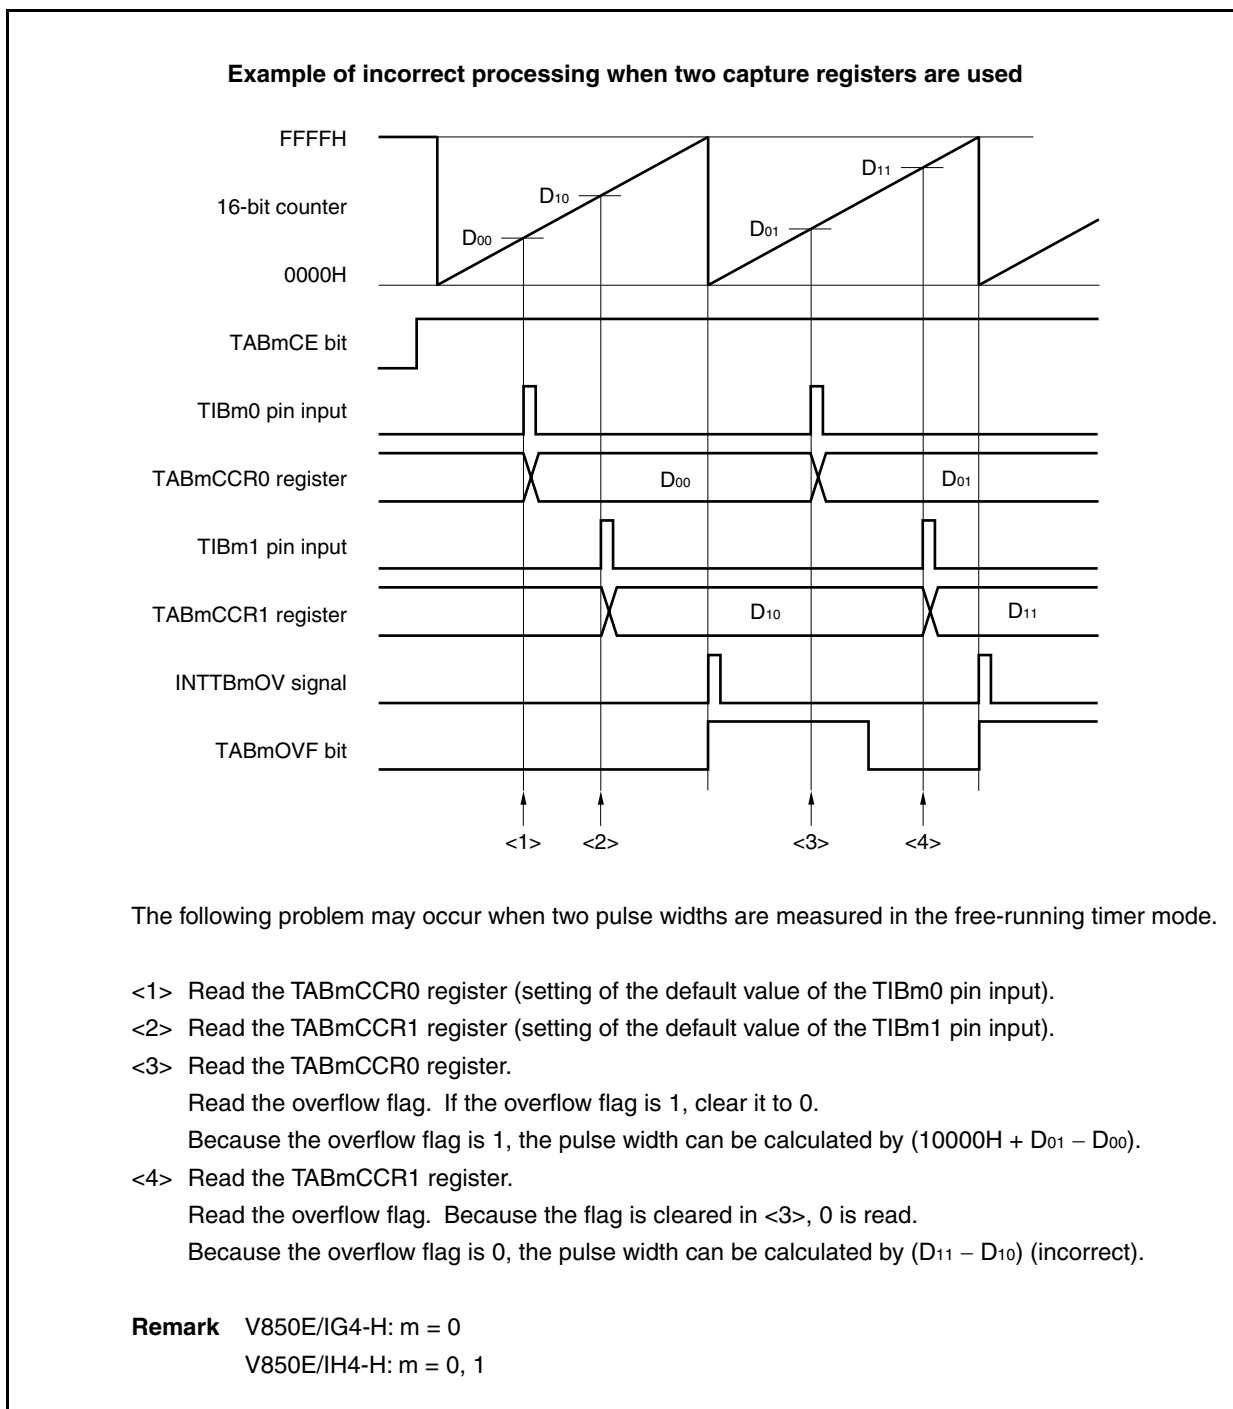 Example of incorrect processing when two capture registers are used
FFFFH
D11
D10
16-bit counter
D01
D00
0000H
TABmCE bit
TIBm0 pin input
TABmCCR0 register
D00
D01
TIBm1 pin input
TABmCCR1 register
D10
D11
INTTBmOV signal
TABmOVF bit
<1> <2> <3> <4>
The following problem may occur when two pulse widths are measured in the free-running timer mode.
<1> Read the TABmCCR0 register (setting of the default value of the TIBm0 pin input).
<2> Read the TABmCCR1 register (setting of the default value of the TIBm1 pin input).
<3> Read the TABmCCR0 register.
Read the overflow flag. If the overflow flag is 1, clear it to 0.
Because the overflow flag is 1, the pulse width can be calculated by (10000H + D01 − D00).
<4> Read the TABmCCR1 register.
Read the overflow flag. Because the flag is cleared in <3>, 0 is read.
Because the overflow flag is 0, the pulse width can be calculated by (D11 − D10) (incorrect).
Remark V850E/IG4-H: m = 0
V850E/IH4-H: m = 0, 1